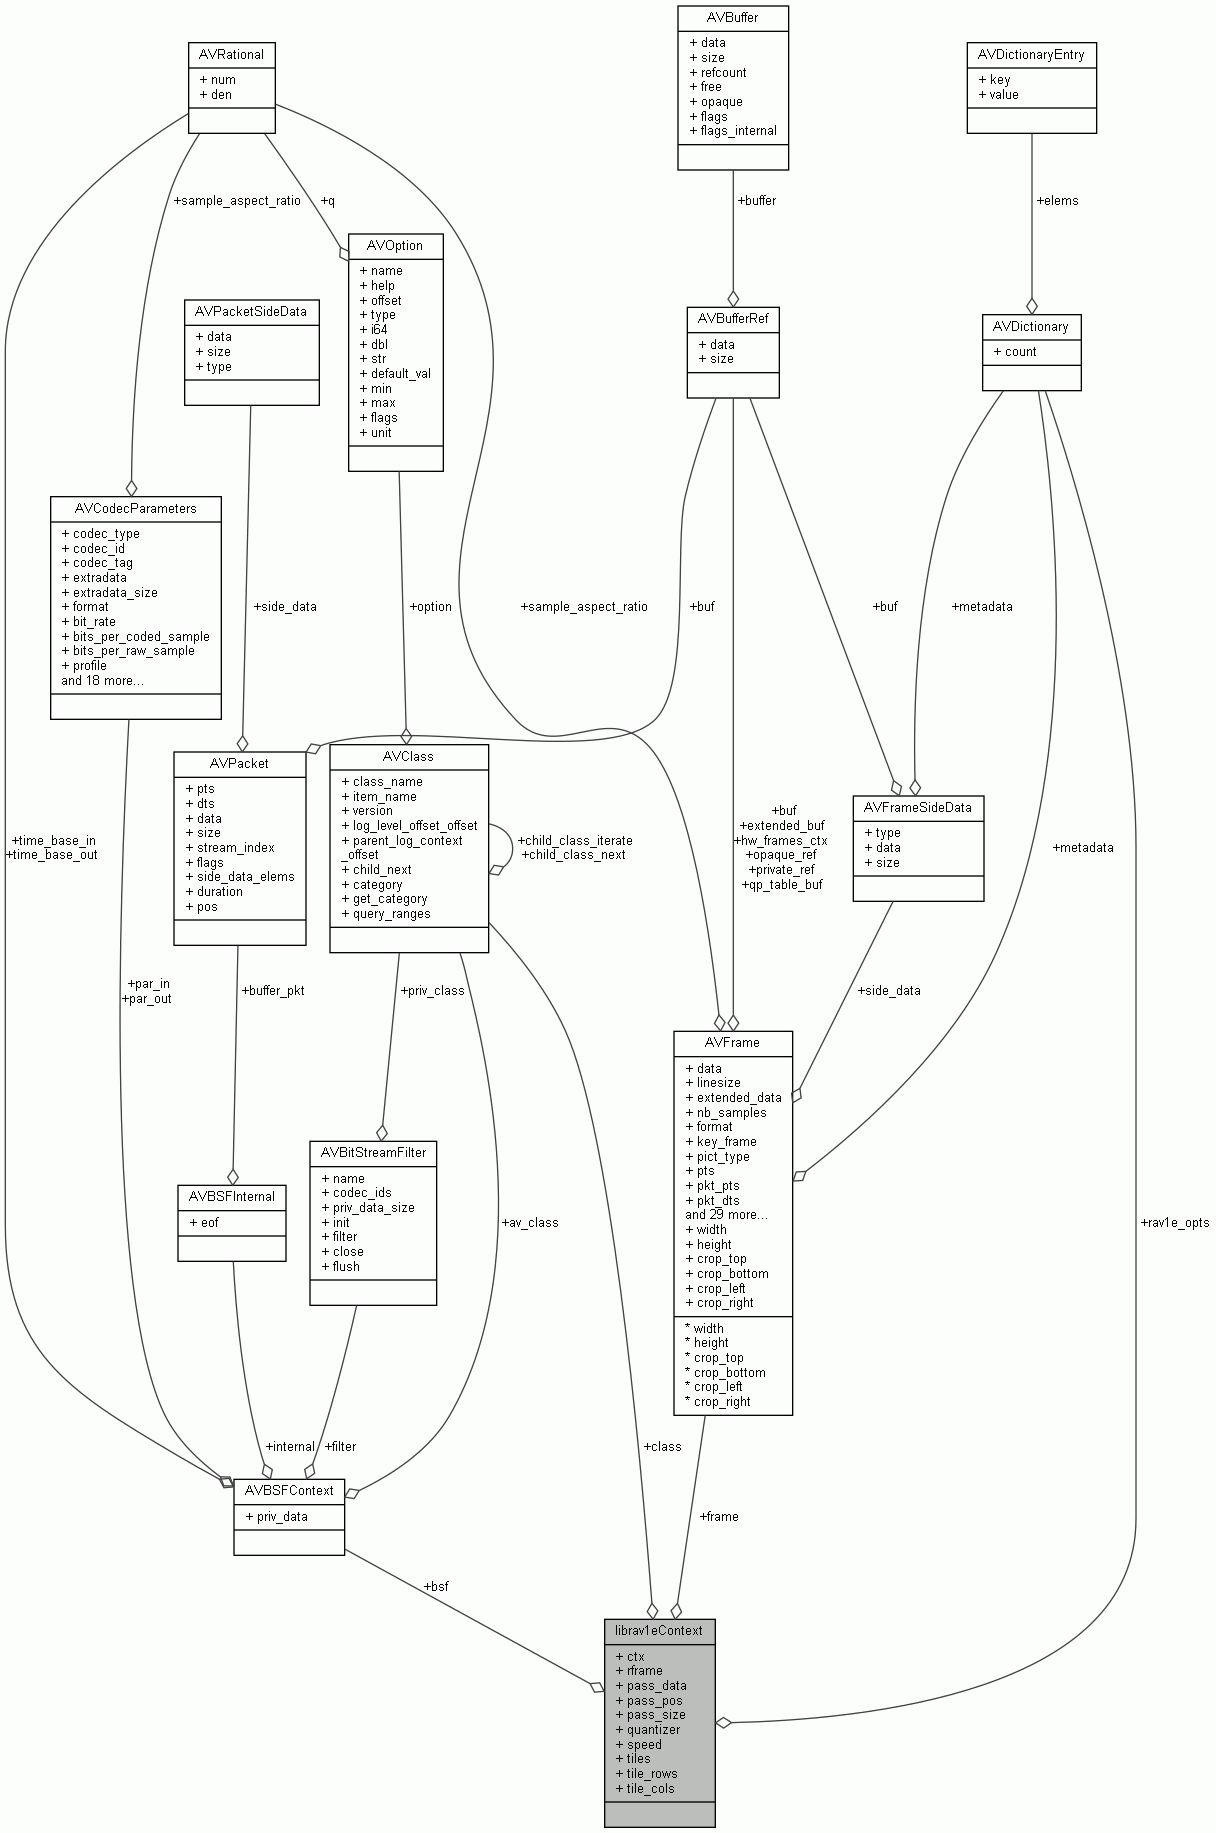 AVBuffer
+ data
+ size
+ refcount
+ free
+ opaque
+ flags
+ flags_internal
AVRational
+ num
+ den
AVDictionaryEntry
+ key
+ value
+sample_aspect_ratio
+q
+buffer
+elems
AVOption
+ name
+ help
+ offset
+ type
+ i64
+ dbl
+ str
+ default_val
+ min
+ max
+ flags
+ unit
AVPacketSideData
+ data
+ size
+ type
AVBufferRef
+ data
+ size
AVDictionary
+ count
AVCodecParameters
+ codec_type
+ codec_id
+ codec_tag
+ extradata
+ extradata_size
+ format
+ bit_rate
+ bits_per_coded_sample
+ bits_per_raw_sample
+ profile
and 18 more...
+side_data
+option
+sample_aspect_ratio
+buf
+buf
+metadata
AVPacket
+ pts
+ dts
+ data
+ size
+ stream_index
+ flags
+ side_data_elems
+ duration
+ pos
AVClass
+ class_name
+ item_name
+ version
+ log_level_offset_offset
+ parent_log_context
_offset
+ child_next
+ category
+ get_category
+ query_ranges
+child_class_iterate
+child_class_next
+buf
+extended_buf
+hw_frames_ctx
+opaque_ref
+private_ref
+qp_table_buf
AVFrameSideData
+ type
+ data
+ size
+metadata
+time_base_in
+time_base_out
+par_in
+par_out
+buffer_pkt
+priv_class
+side_data
AVFrame
+ data
+ linesize
+ extended_data
+ nb_samples
+ format
+ key_frame
+ pict_type
+ pts
+ pkt_pts
+ pkt_dts
and 29 more...
+ width
+ height
+ crop_top
+ crop_bottom
+ crop_left
+ crop_right
* width
* height
* crop_top
* crop_bottom
* crop_left
* crop_right
AVBitStreamFilter
+ name
+ codec_ids
+ priv_data_size
+ init
+ filter
+ close
+ flush
AVBSFInternal
+ eof
+av_class
+rav1e_opts
+internal
+filter
+class
AVBSFContext
+ priv_data
+frame
+bsf
librav1eContext
+ ctx
+ rframe
+ pass_data
+ pass_pos
+ pass_size
+ quantizer
+ speed
+ tiles
+ tile_rows
+ tile_cols